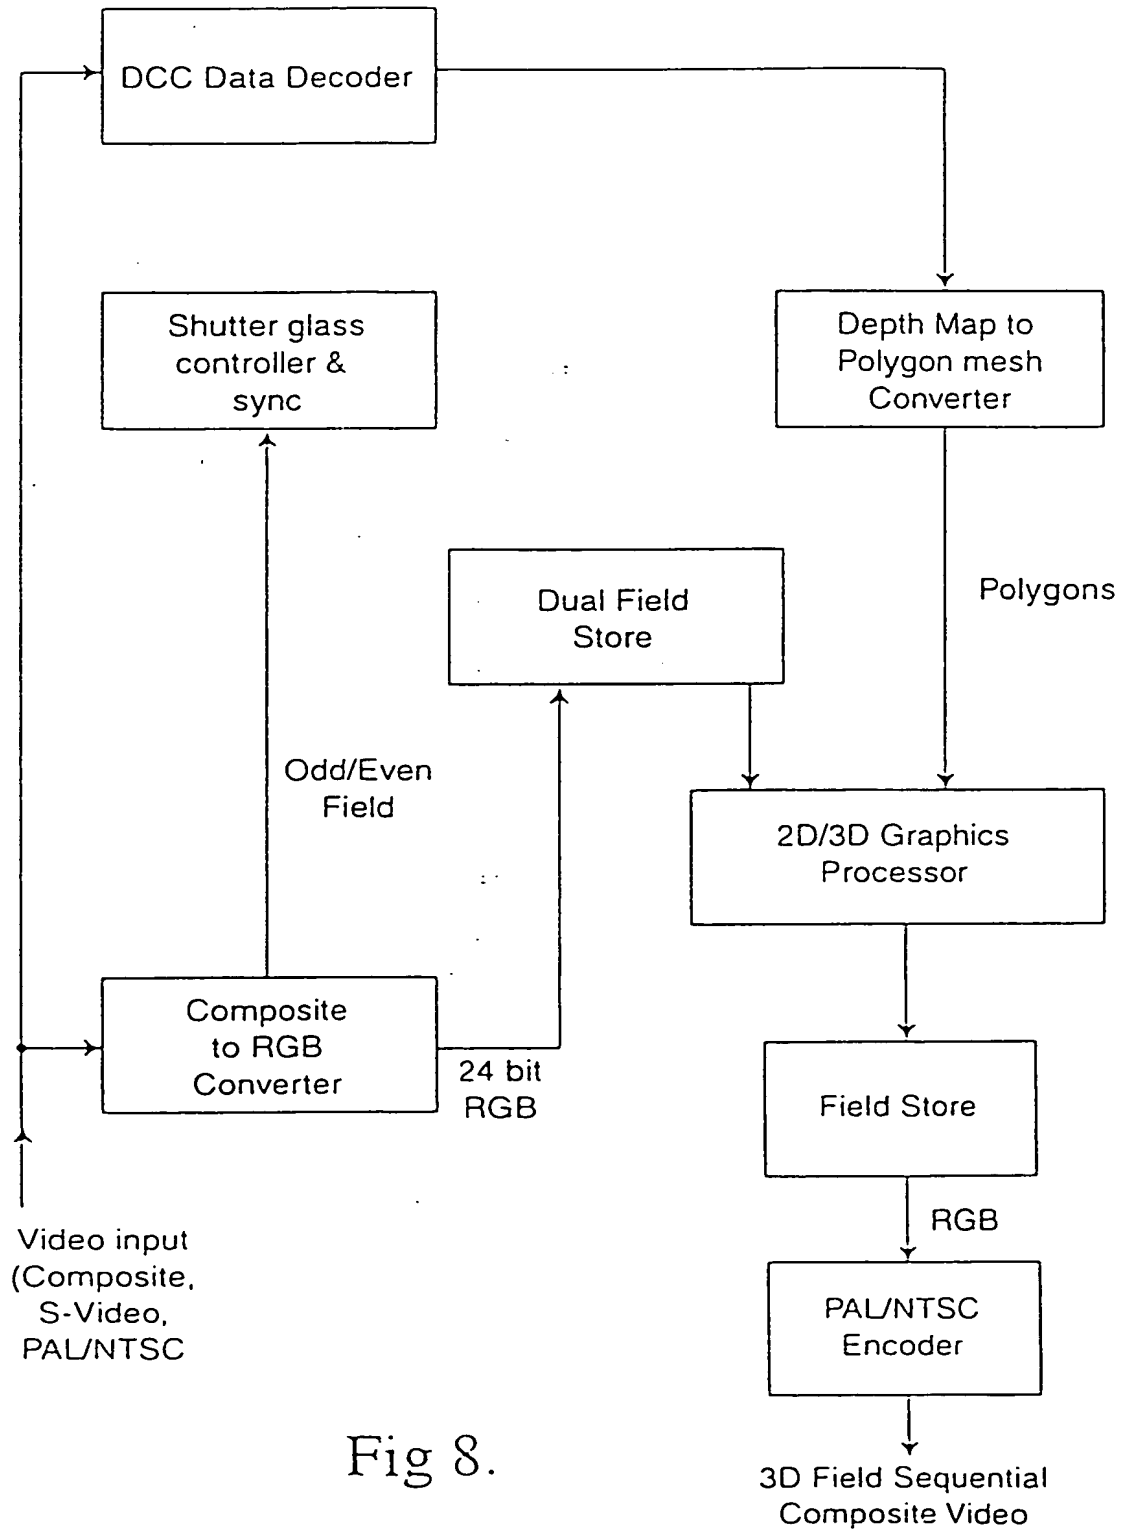 DCC Data Decoder
Shutter glass
controller &
sync
Depth Map to
Polygon mesh
Converter
Dual Field
Store
Polygons
Odd/Even
Field
2D/3D Graphics
Processor
Composite
to RGB
Converter
24 bit
RGB
Field Store
RGB
Video input
(Composite,
S-Video,
PAL/NTSC
PAL/NTSC
Encoder
3D Field Sequential
Composite Video
Fig 8.